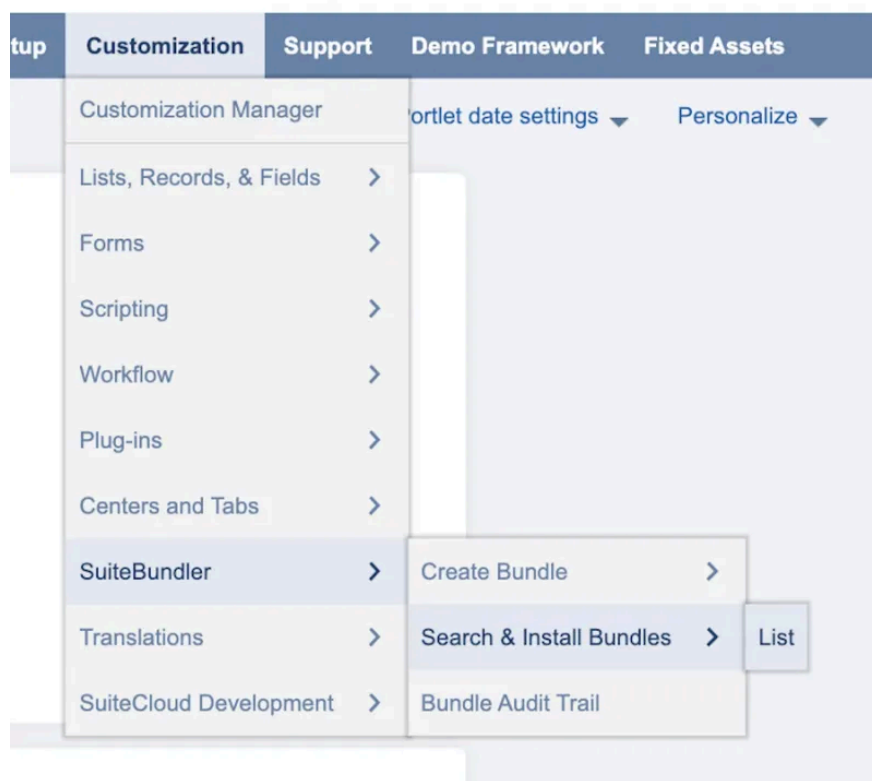 tup Customization Support Demo Framework Fixed Assets
Customization Manager
ortlet date settings Personalize
Lists, Records, & Fields
Forms
Scripting
Workflow
Plug-ins
Centers and Tabs
SuiteBundler Create Bundle
Translations Search & Install Bundles List
SuiteCloud Development Bundle Audit Trail